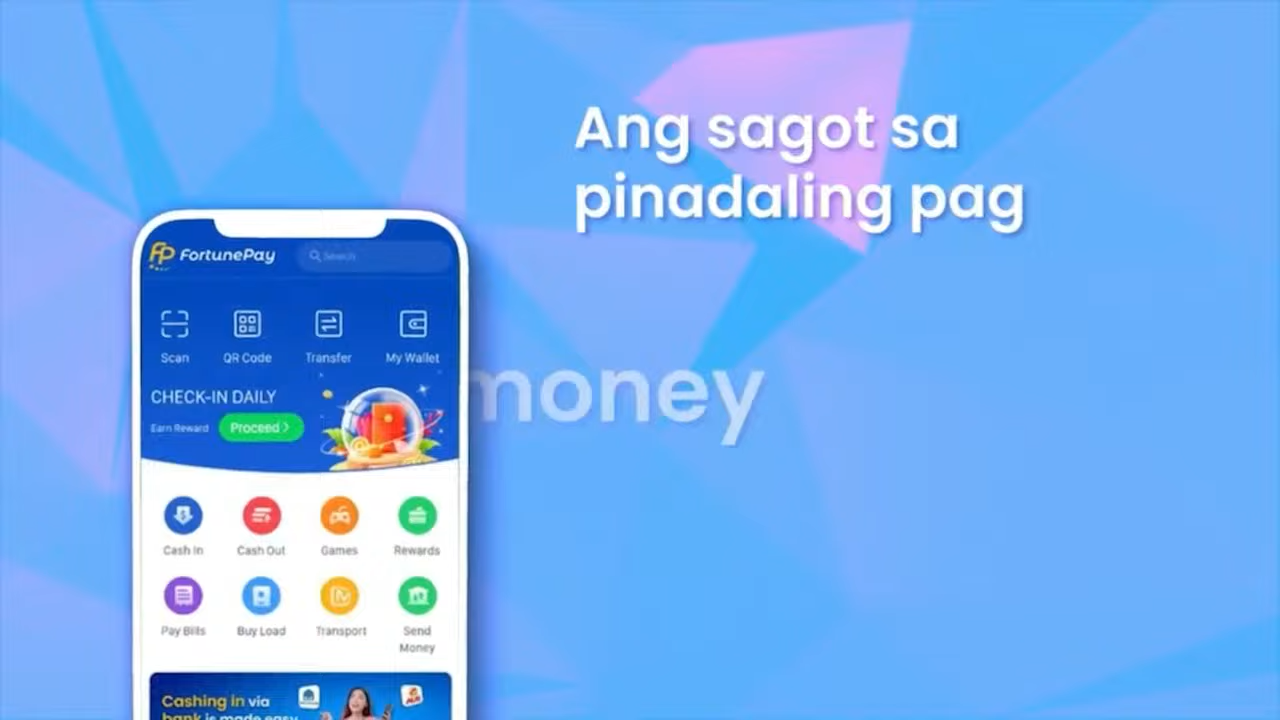 Ang sagot sa
pinadaling pag
money
FP FortunePay
Search
Scan
QR Code
Transfer
My Wallet
CHECK-IN DAILY
Earn Reward
Proceed >
Cash In
Cash Out
Games
Rewards
Pay Bills
Buy Load
Transport
Send
Money
Cashing in via
bank is made easy